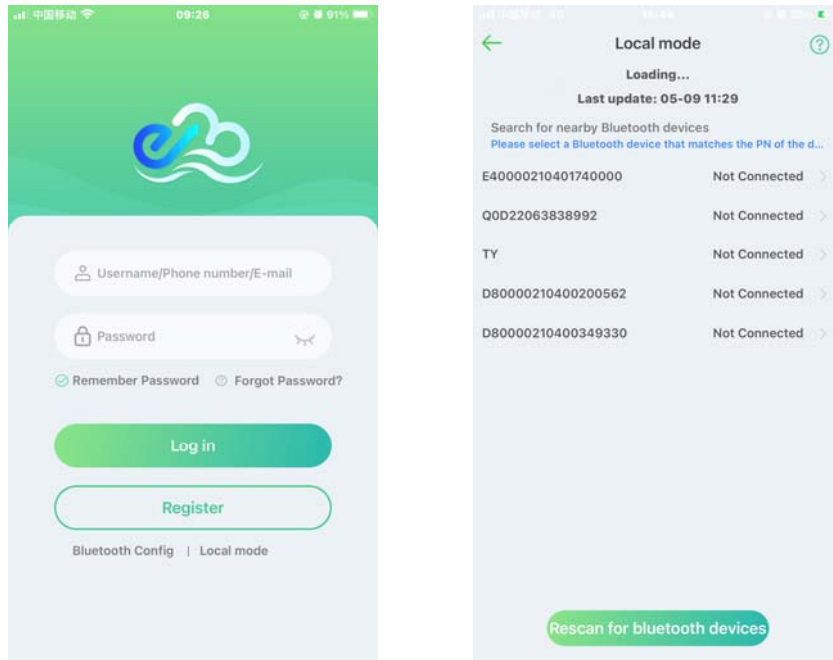 中国移动 09:26 91%
Username/Phone number/E-mail
Password
Remember Password Forgot Password?
Log in
Register
Bluetooth Config | Local mode
Local mode
Loading...
Last update: 05-09 11:29
Search for nearby Bluetooth devices
Please select a Bluetooth device that matches the PN of the d...
E40000210401740000 Not Connected
Q0D22063838992 Not Connected
TY Not Connected
D80000210400200562 Not Connected
D80000210400349330 Not Connected
Rescan for bluetooth devices